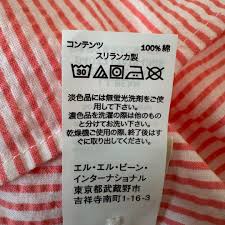 コンテンツ 100%綿
スリランカ製
30
淡色品には無蛍光洗剤をご使
用して下さい。
濃色品を洗濯の際は他のもの
と分けてお洗い下さい。
乾燥機ご使用の際、終了後はす
ぐに取り出してください。
エル・エル・ビーン・
インターナショナル
東京都武蔵野市
吉祥寺南町1-16-3